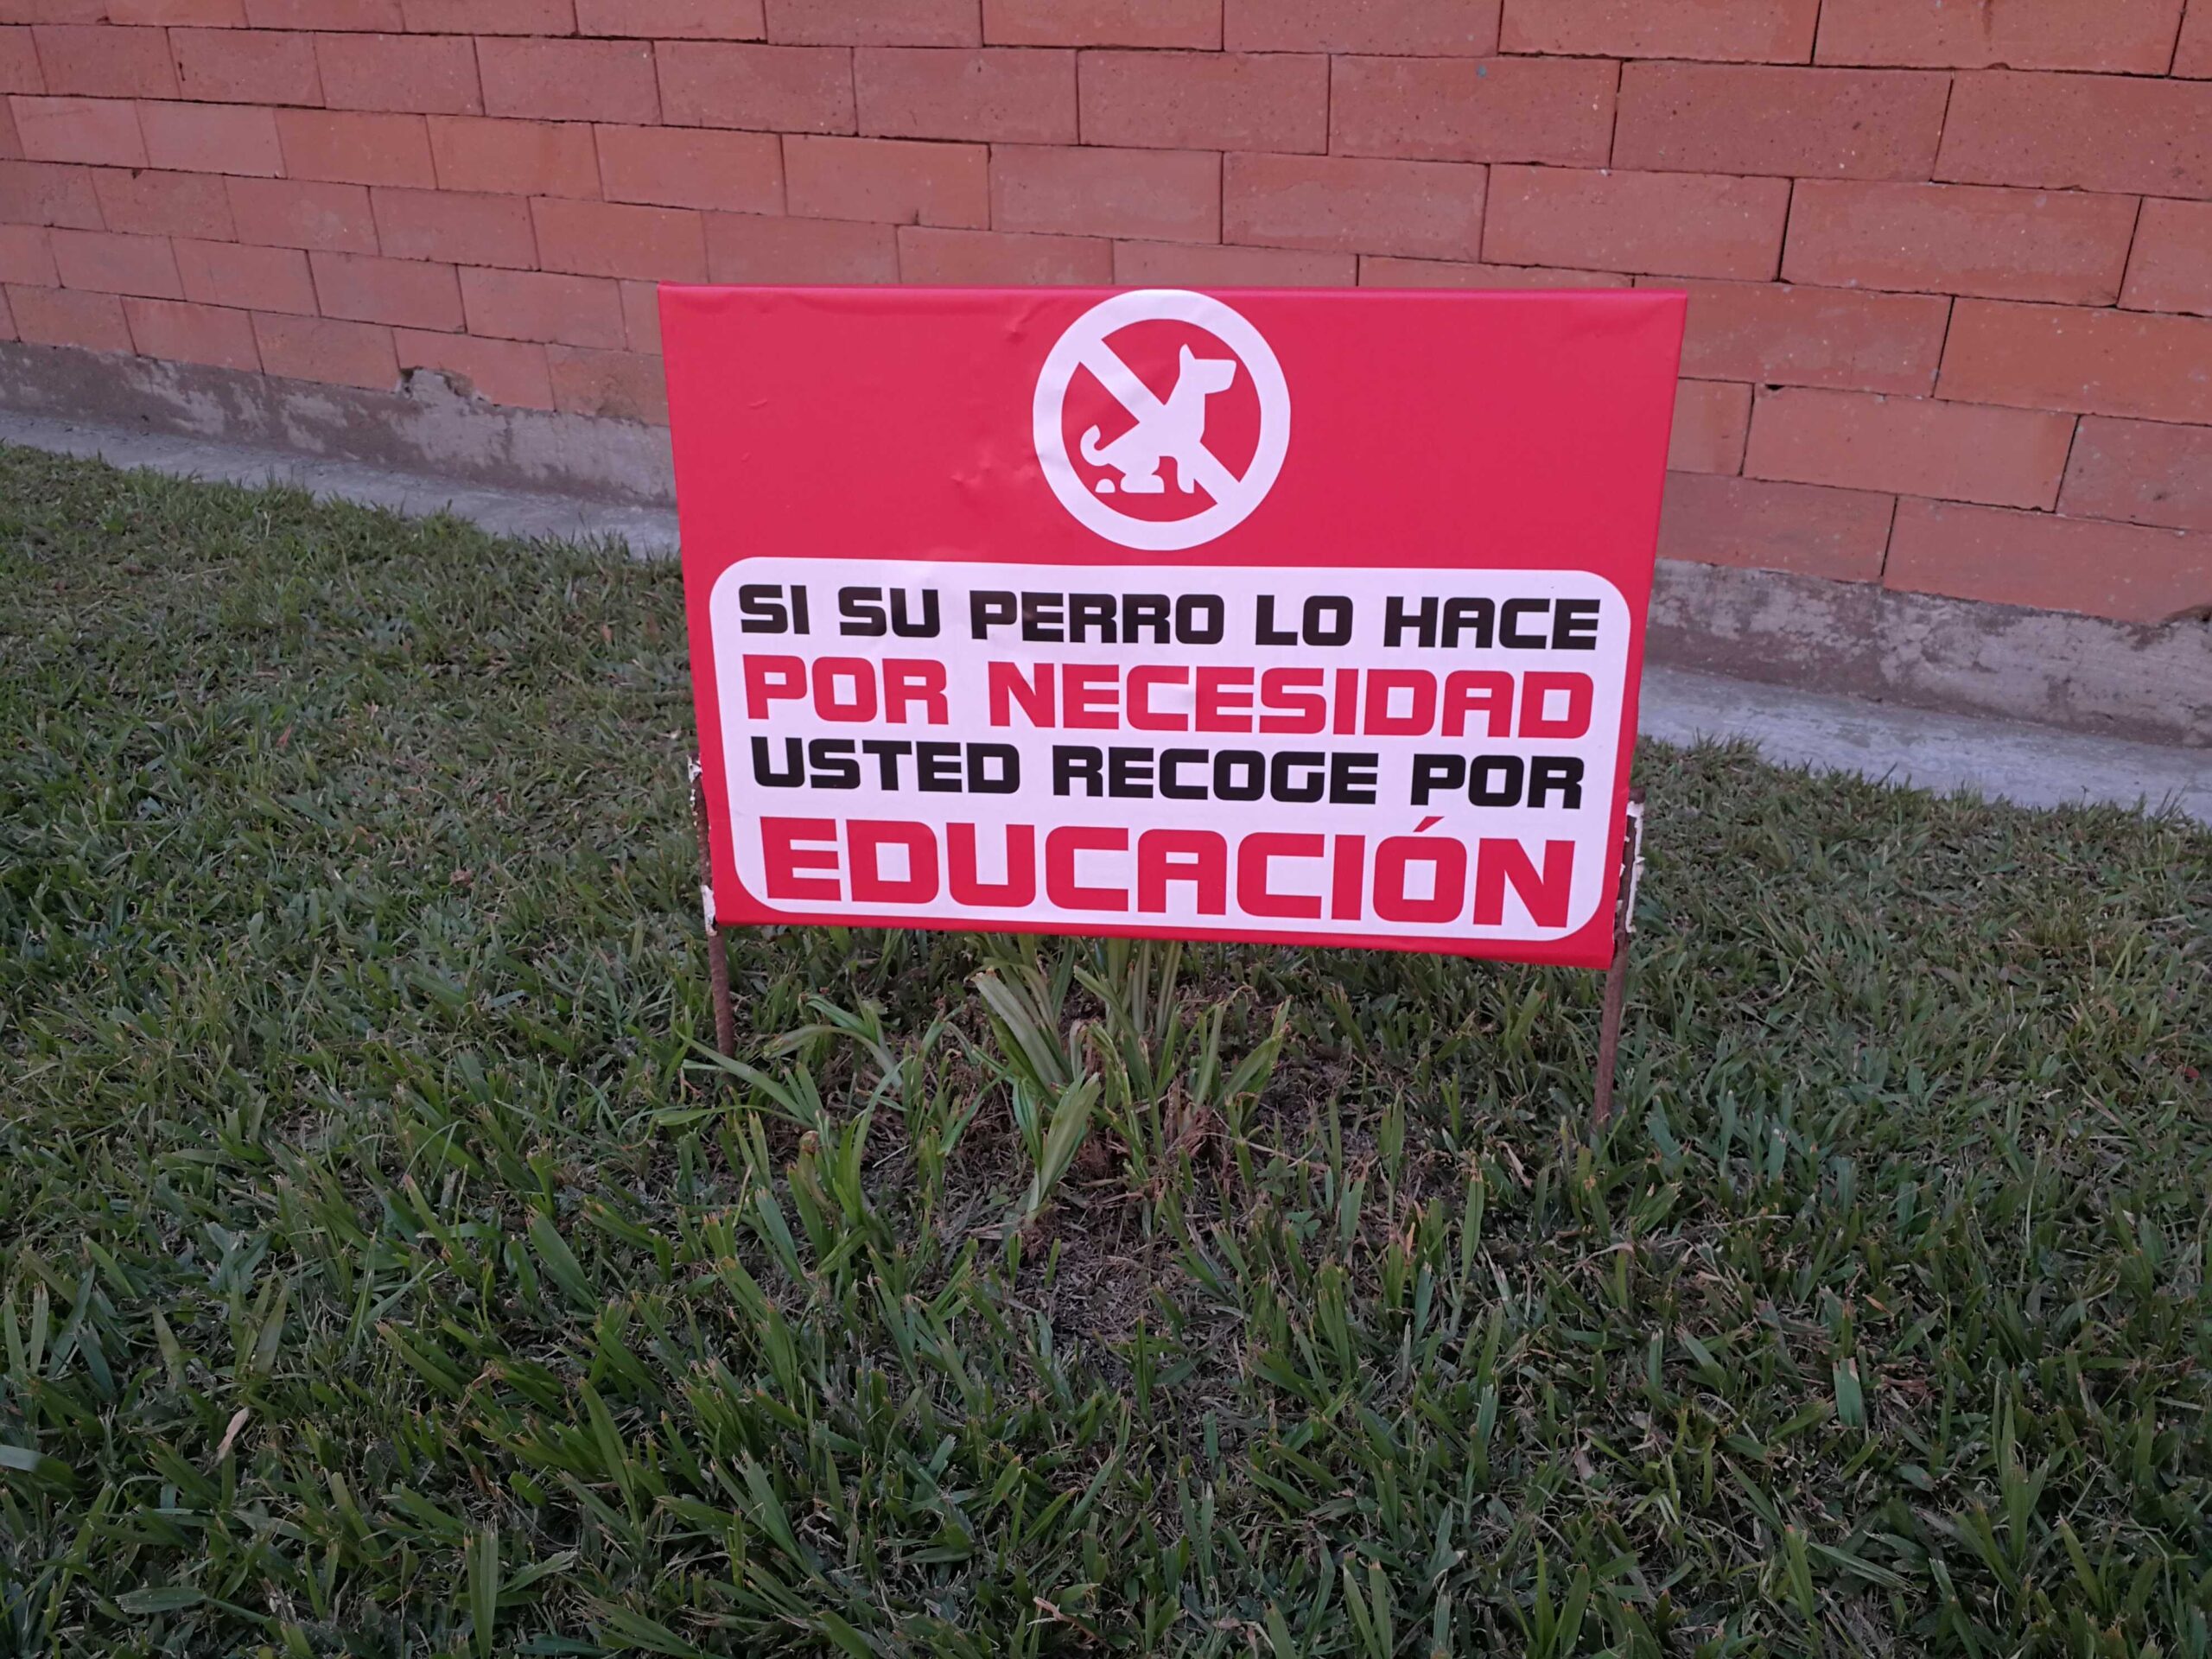 SI SU PERRO LO HACE
POR NECESIDAD
USTED RECOGE POR
EDUCACIÓN